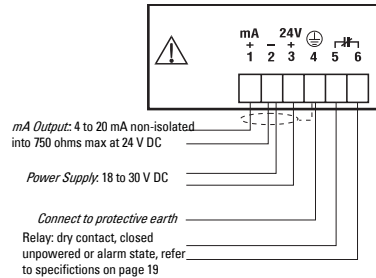 mA 24V
+ – +
1 2 3 4 5 6
mA Output:: 4 to 20 mA non-isolated
into 750 ohms max at 24 V DC
Power Supply: 18 to 30 V DC
Connect to protective earth
Relay: dry contact, closed
unpowered or alarm state, refer
to specifictions on page 19